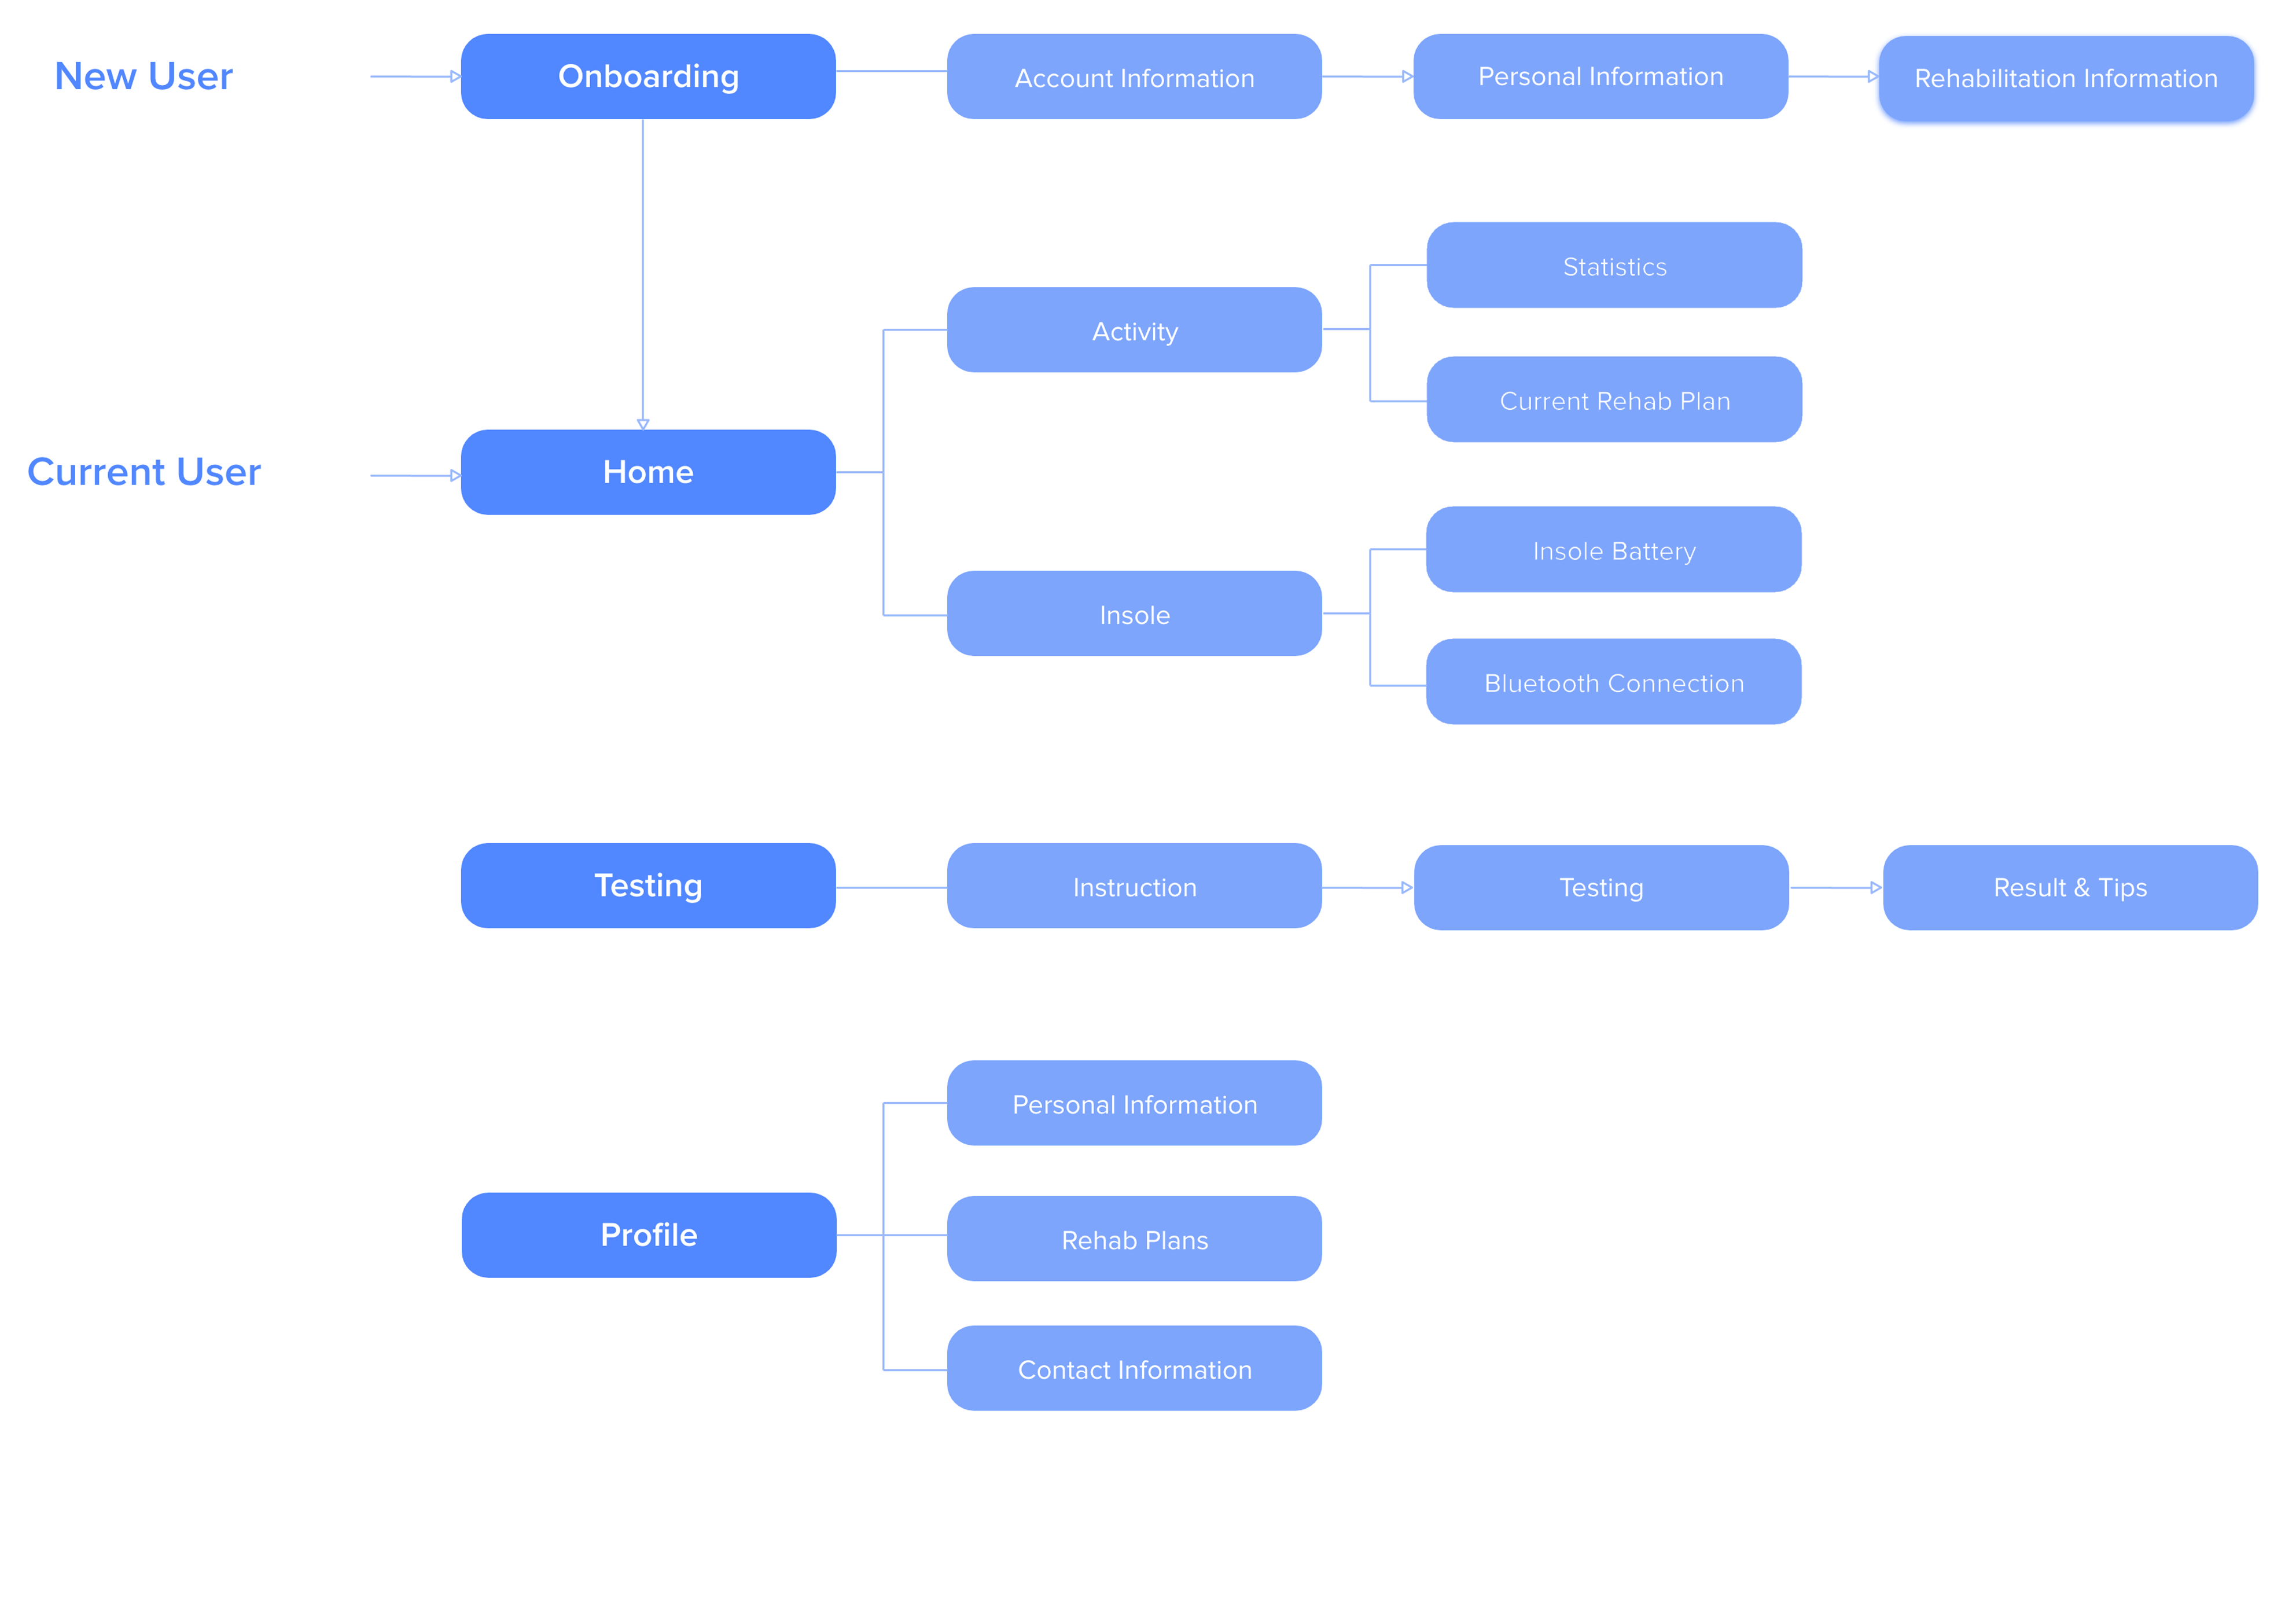 New User
Onboarding
Account Information
Personal Information
Rehabilitation Information
Statistics
Activity
Current Rehab Plan
Current User
Home
Insole Battery
Insole
Bluetooth Connection
Testing
Instruction
Testing
Result & Tips
Personal Information
Profile
Rehab Plans
Contact Information